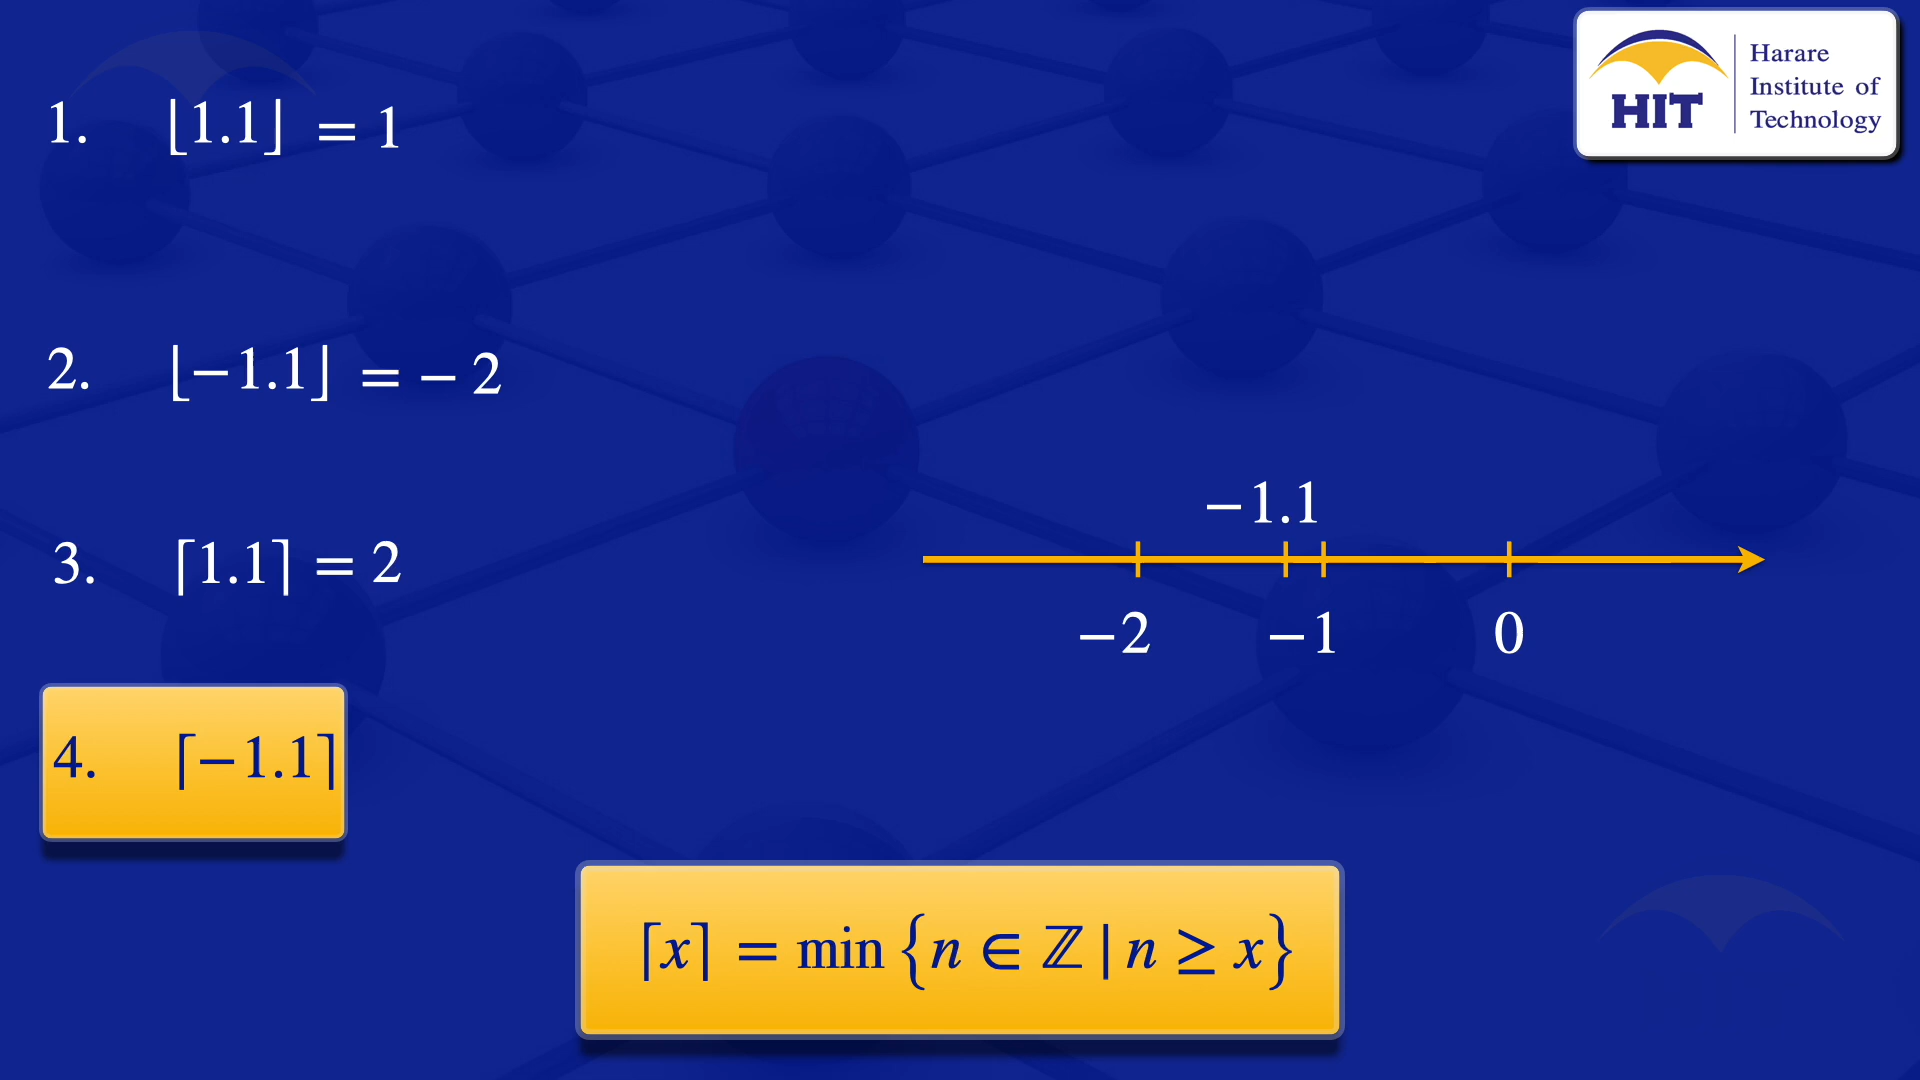 1. ⌊1.1⌋ = 1
2. ⌊−1.1⌋ = − 2
3. ⌈1.1⌉ = 2
4. ⌈−1.1⌉
−1.1
−2 −1 0
⌈x⌉ = min {n ∈ ℤ | n ≥ x}
HIT
Harare
Institute of
Technology